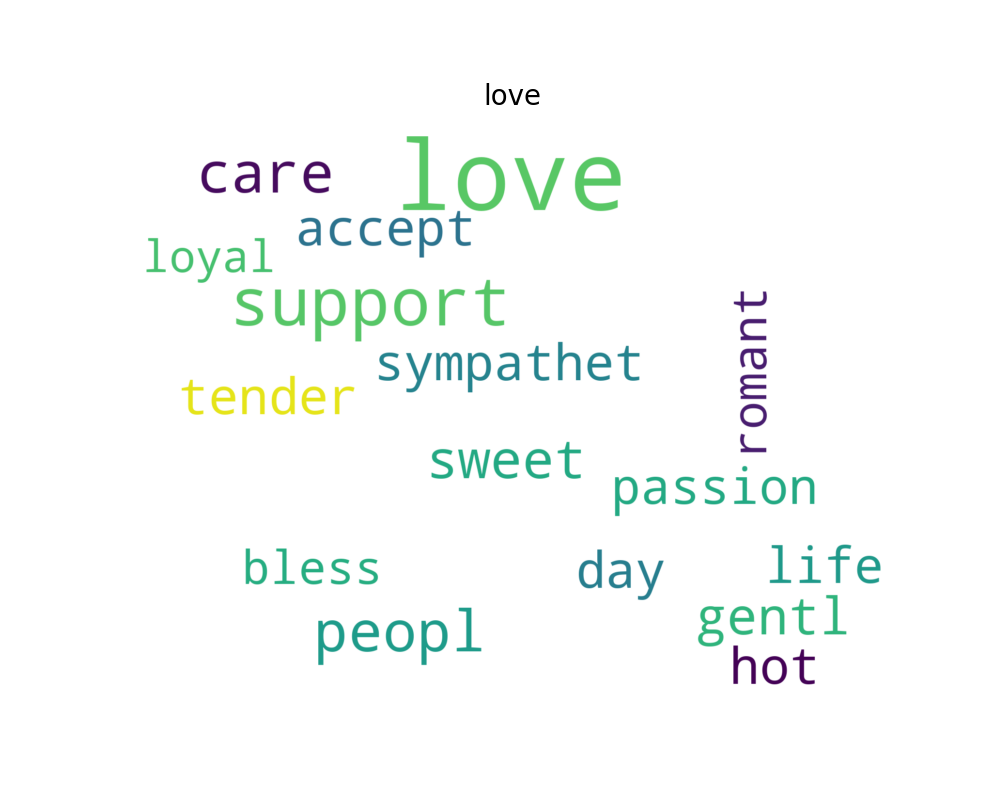 love
love
care
accept
loyal
support
romant
sympathet
tender
sweet
passion
bless
day
life
gentl
peopl
hot